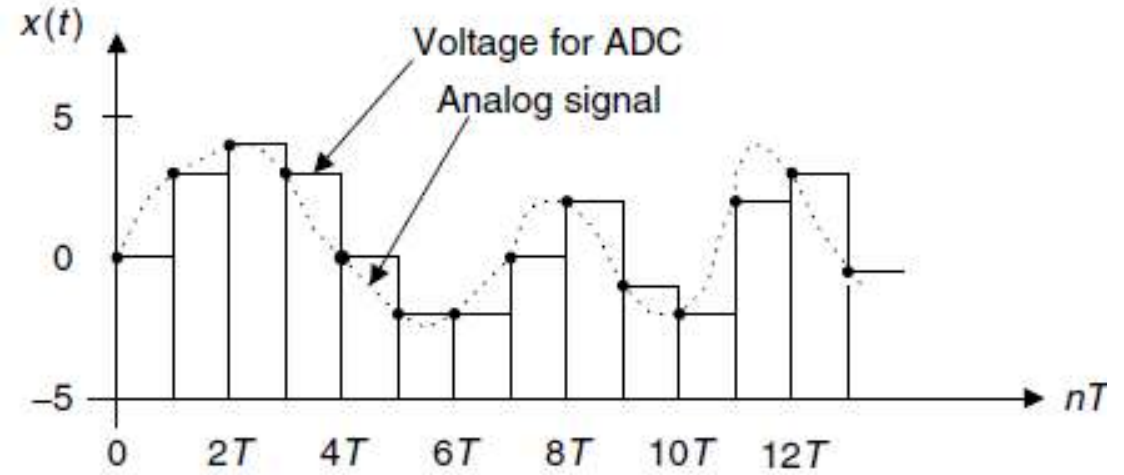 x(t)
Voltage for ADC
Analog signal
5
0
–5
nT
0 2T 4T 6T 8T 10T 12T